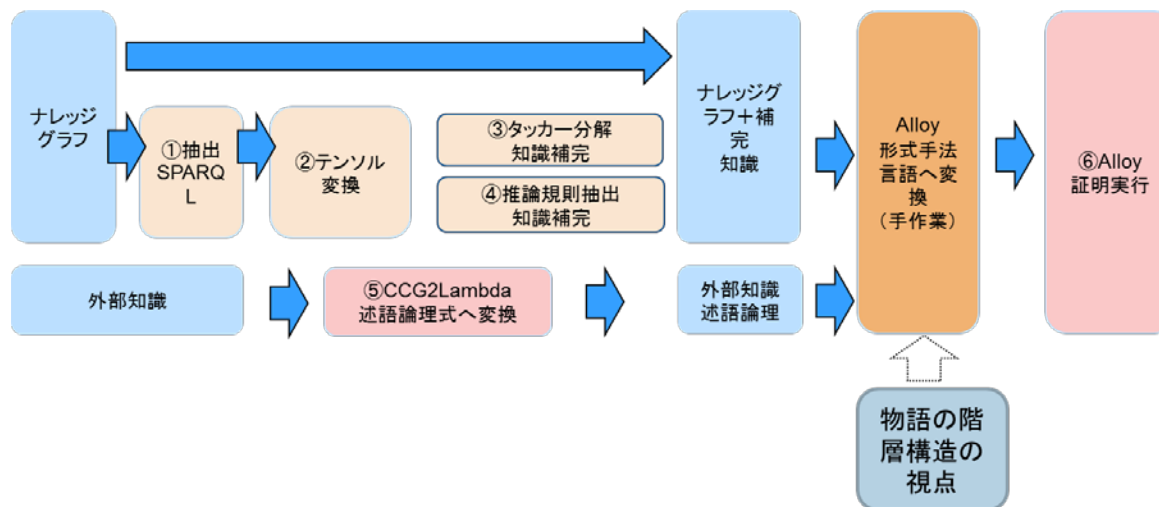 ナレッジ
グラフ
①抽出
SPARQ
L
②テンソル
変換
③タッカー分解
知識補完
④推論規則抽出
知識補完
ナレッジグ
ラフ＋補
完
知識
Alloy
形式手法
言語へ変
換
（手作業）
⑥Alloy
証明実行
外部知識
⑤CCG2Lambda
述語論理式へ変換
外部知識
述語論理
物語の階
層構造の
視点